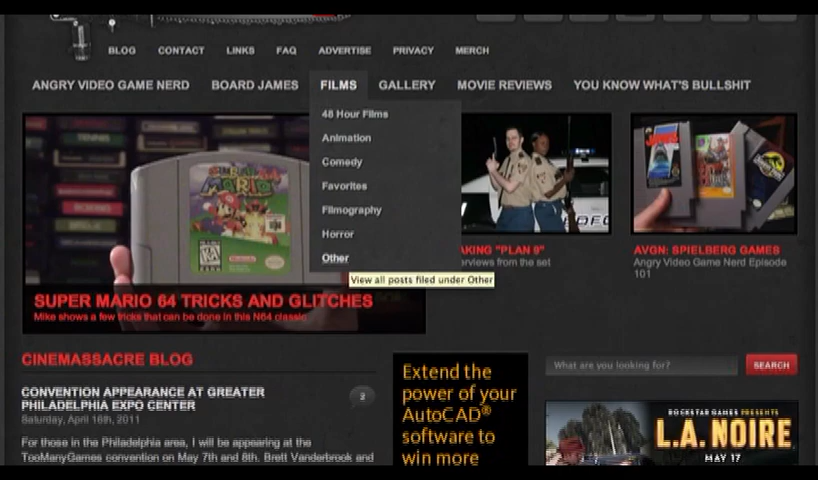 BLOG CONTACT LINKS FAQ ADVERTISE PRIVACY MERCH
ANGRY VIDEO GAME NERD BOARD JAMES FILMS GALLERY MOVIE REVIEWS YOU KNOW WHAT'S BULLSHIT
48 Hour Films
Animation
Comedy
Favorites
Filmography
Horror
Other
View all posts filed under Other
SUPER MARIO 64 TRICKS AND GLITCHES
Mike shows a few tricks that can be done in this N64 classic
AKING "PLAN 9"
erviews from the set
JAWS
AVGN: SPIELBERG GAMES
Angry Video Game Nerd Episode
101
CINEMASSACRE BLOG
CONVENTION APPEARANCE AT GREATER
PHILADELPHIA EXPO CENTER
2
Saturday, April 16th, 2011
For those in the Philadelphia area, I will be appearing at the
TooManyGames convention on May 7th and 8th. Brett Vanderbrook and
Extend the
power of your
AutoCAD®
software to
win more
What are you looking for?
SEARCH
ROCKSTAR GAMES PRESENTS
L.A. NOIRE
MAY 17